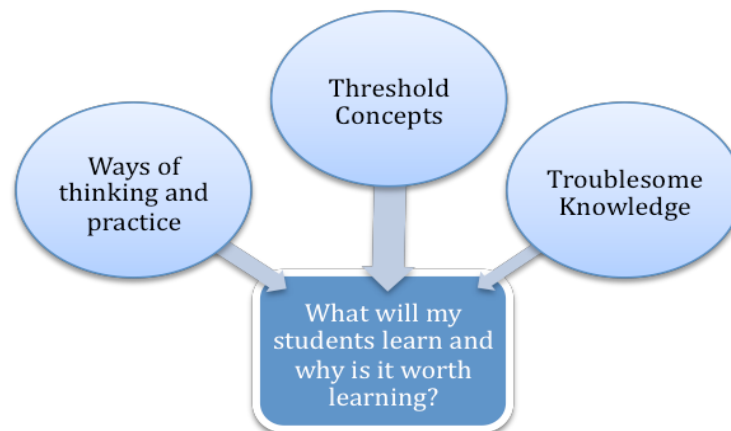 Threshold
Concepts
Ways of
thinking and
practice
Troublesome
Knowledge
What will my
students learn and
why is it worth
learning?